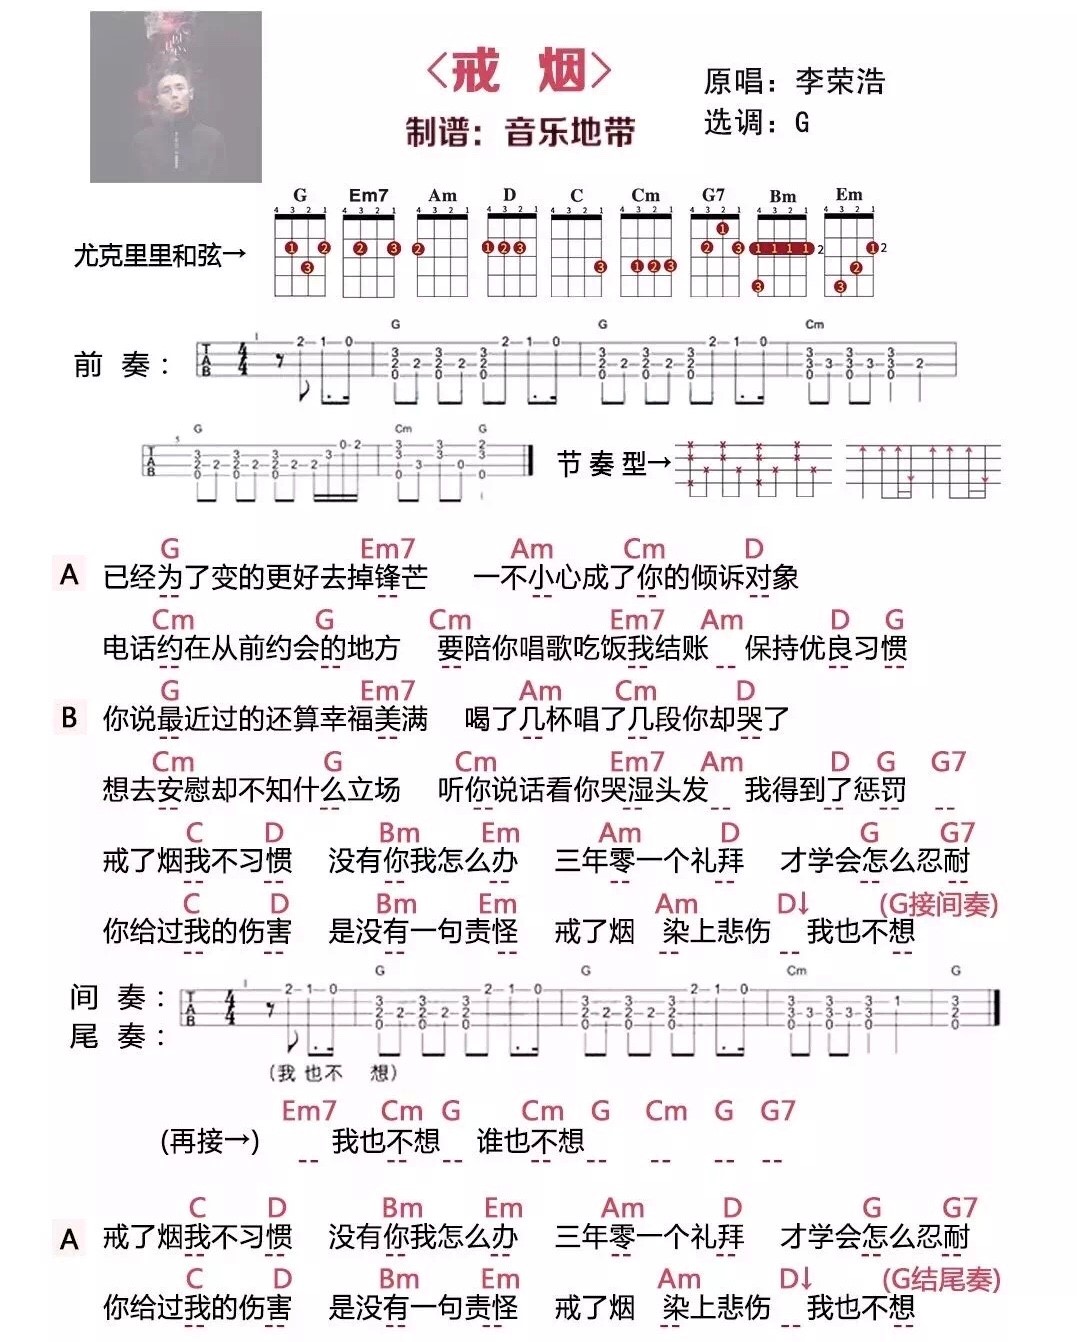 〈戒 烟〉
原唱：李荣浩
制谱：音乐地带
选调：G
G Em7 Am D C Cm G7 Bm Em
尤克里里和弦→
前 奏：
G G Cm
G Cm G
节 奏 型→
G Em7 Am Cm D
A 已经为了变的更好去掉锋芒 一不小心成了你的倾诉对象
Cm G Cm Em7 Am D G
电话约在从前约会的地方 要陪你唱歌吃饭我结账 保持优良习惯
G Em7 Am Cm D
B 你说最近过的还算幸福美满 喝了几杯唱了几段你却哭了
Cm G Cm Em7 Am D G G7
想去安慰却不知什么立场 听你说话看你哭湿头发 我得到了惩罚
C D Bm Em Am D G G7
戒了烟我不习惯 没有你我怎么办 三年零一个礼拜 才学会怎么忍耐
C D Bm Em Am D↓ (G接间奏)
你给过我的伤害 是没有一句责怪 戒了烟 染上悲伤 我也不想
间 奏：
尾 奏：
G G Cm G
(我 也不 想)
Em7 Cm G Cm G Cm G G7
(再接→) 我也不想 谁也不想
C D Bm Em Am D G G7
A 戒了烟我不习惯 没有你我怎么办 三年零一个礼拜 才学会怎么忍耐
C D Bm Em Am D↓ (G结尾奏)
你给过我的伤害 是没有一句责怪 戒了烟 染上悲伤 我也不想